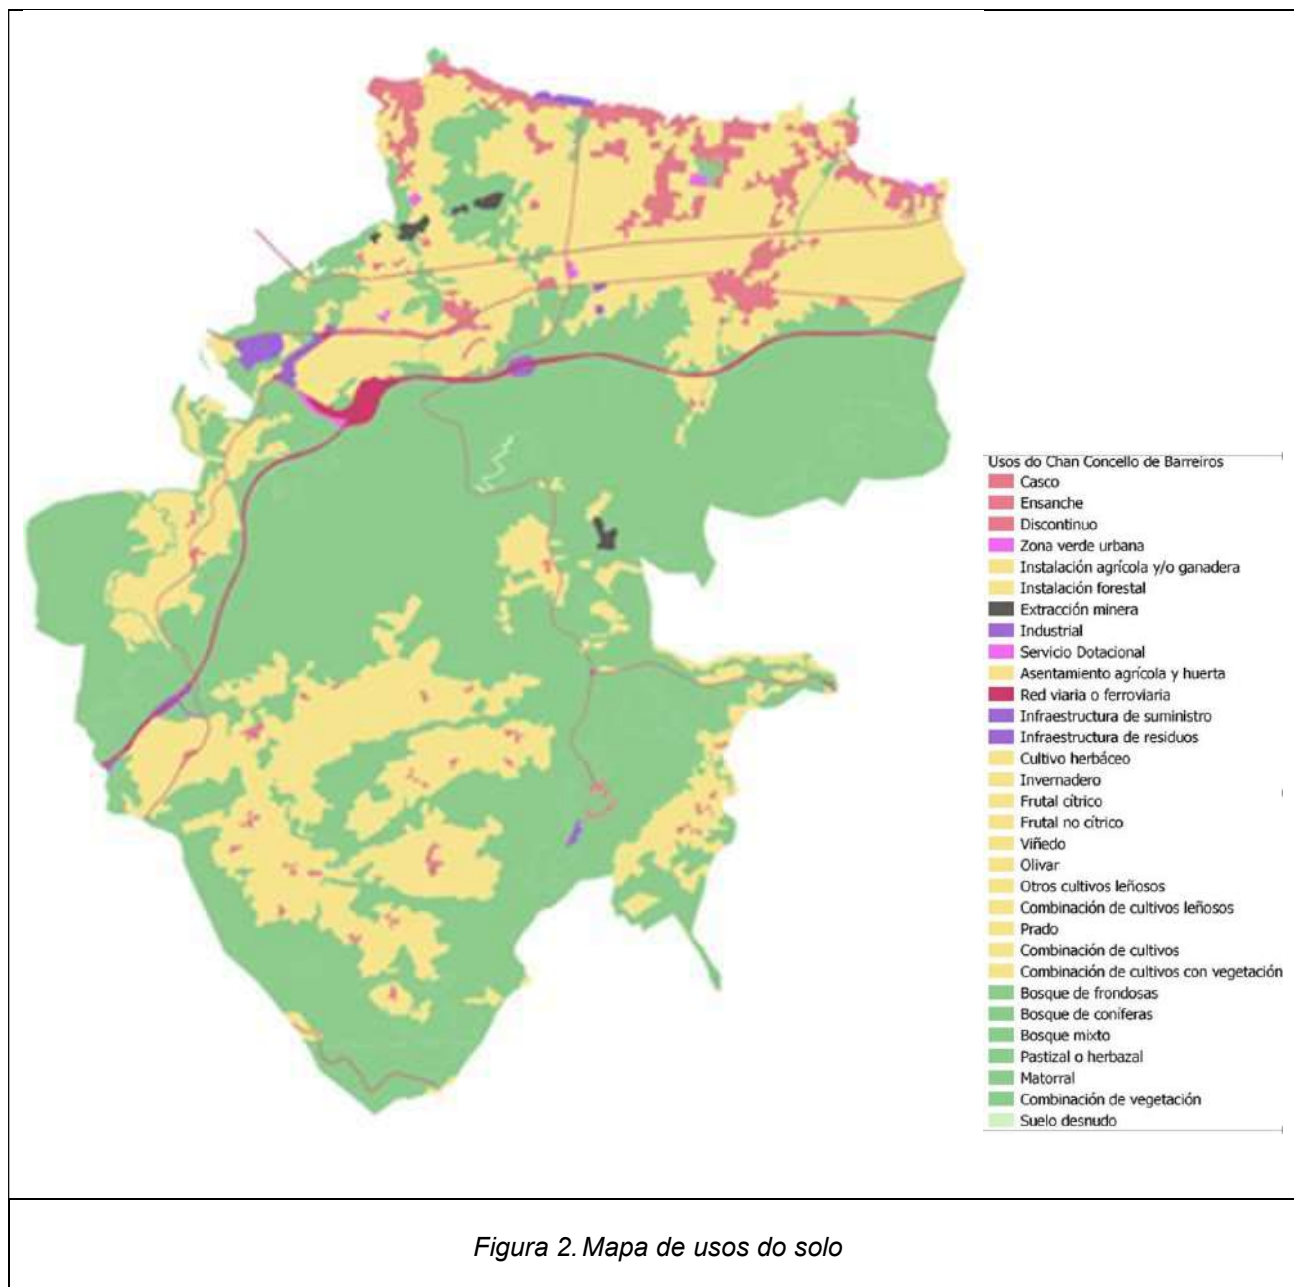 Usos do Chan Concello de Barreiros
Casco
Ensanche
Discontinuo
Zona verde urbana
Instalación agrícola y/o ganadera
Instalación forestal
Extracción minera
Industrial
Servicio Dotacional
Asentamiento agrícola y huerta
Red viaria o ferroviaria
Infraestructura de suministro
Infraestructura de residuos
Cultivo herbáceo
Invernadero
Frutal cítrico
Frutal no cítrico
Viñedo
Olivar
Otros cultivos leñosos
Combinación de cultivos leñosos
Prado
Combinación de cultivos
Combinación de cultivos con vegetación
Bosque de frondosas
Bosque de coníferas
Bosque mixto
Pastizal o herbazal
Matorral
Combinación de vegetación
Suelo desnudo
Figura 2. Mapa de usos do solo